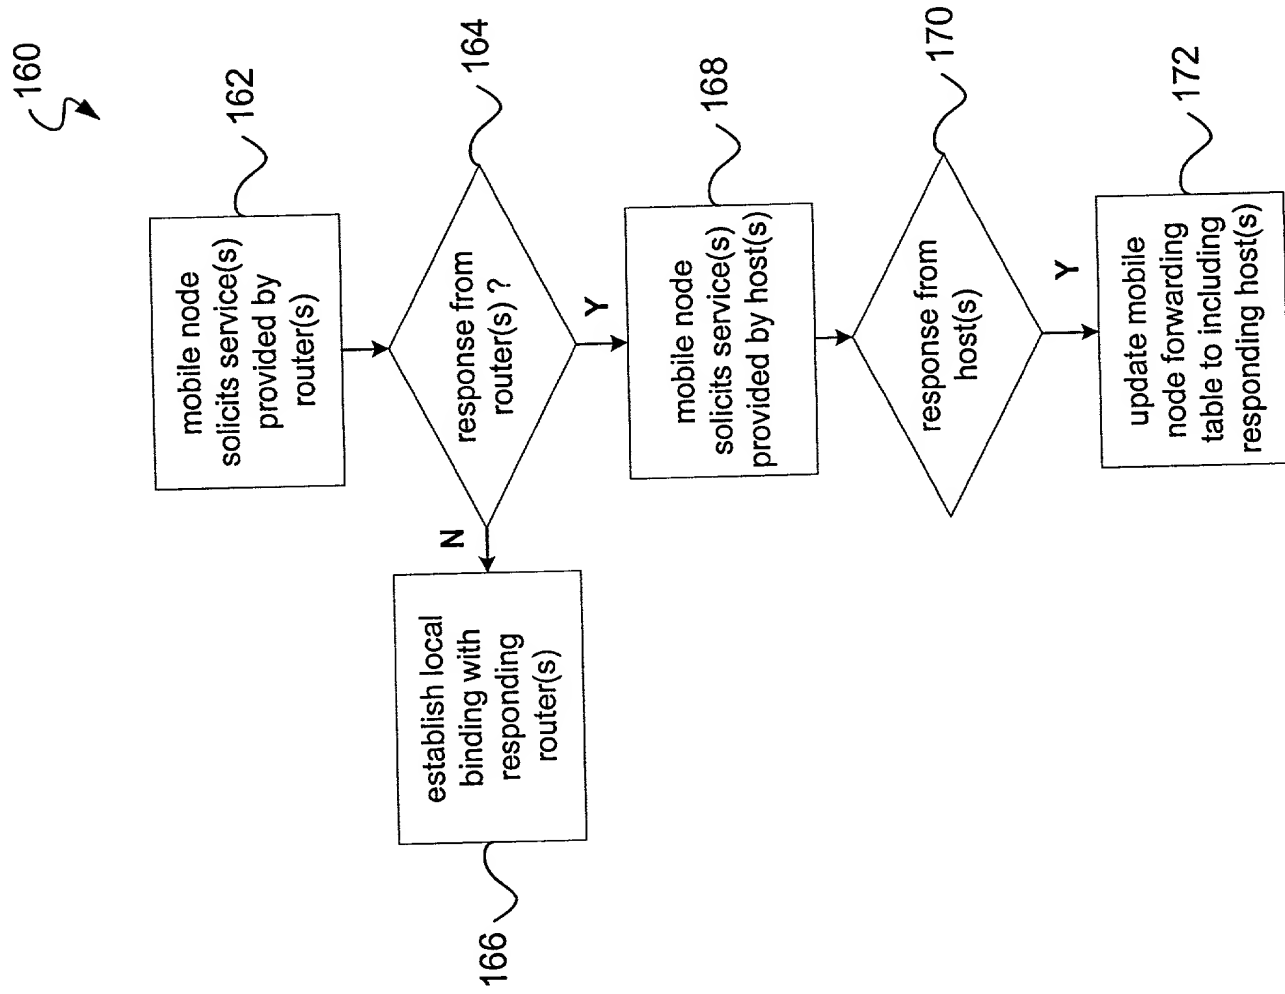 160
162
mobile node
solicits service(s)
provided by
router(s)
164
response from
router(s) ?
N
Y
166
establish local
binding with
responding
router(s)
168
mobile node
solicits service(s)
provided by host(s)
170
response from
host(s)
Y
172
update mobile
node forwarding
table to including
responding host(s)